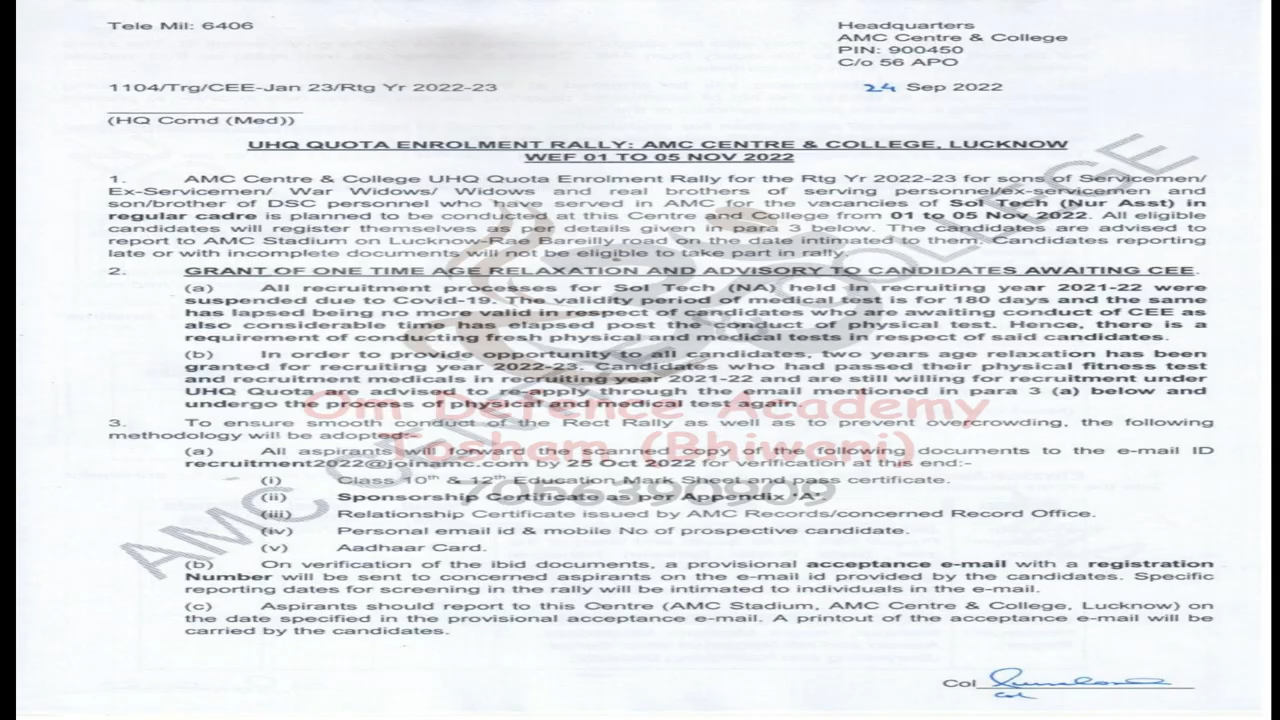 Tele Mil: 6406
Headquarters
AMC Centre & College
PIN: 900450
C/o 56 APO
1104/Trg/CEE-Jan 23/Rtg Yr 2022-23
24 Sep 2022
(HQ Comd (Med))
UHQ QUOTA ENROLMENT RALLY: AMC CENTRE & COLLEGE, LUCKNOW
WEF 01 TO 05 NOV 2022
1. AMC Centre & College UHQ Quota Enrolment Rally for the Rtg Yr 2022-23 for sons of Servicemen/
Ex-Servicemen/ War Widows/ Widows and real brothers of serving personnel/ex-servicemen and
son/brother of DSC personnel who have served in AMC for the vacancies of Sol Tech (Nur Asst) in
regular cadre is planned to be conducted at this Centre and College from 01 to 05 Nov 2022. All eligible
candidates will register themselves as per details given in para 3 below. The candidates are advised to
report to AMC Stadium on Lucknow-Rae Bareilly road on the date intimated to them. Candidates reporting
late or with incomplete documents will not be eligible to take part in rally.
2. GRANT OF ONE TIME AGE RELAXATION AND ADVISORY TO CANDIDATES AWAITING CEE.
(a) All recruitment processes for Sol Tech (NA) held in recruiting year 2021-22 were
suspended due to Covid-19. The validity period of medical test is for 180 days and the same
has lapsed being no more valid in respect of candidates who are awaiting conduct of CEE as
also considerable time has elapsed post the conduct of physical test. Hence, there is a
requirement of conducting fresh physical and medical tests in respect of said candidates.
(b) In order to provide opportunity to all candidates, two years age relaxation has been
granted for recruiting year 2022-23. Candidates who had passed their physical fitness test
and recruitment medicals in recruiting year 2021-22 and are still willing for recruitment under
UHQ Quota are advised to re-apply through the email mentioned in para 3 (a) below and
undergo the process of physical and medical test again.
3. To ensure smooth conduct of the Rect Rally as well as to prevent overcrowding, the following
methodology will be adopted:-
(a) All aspirants will forward the scanned copy of the following documents to the e-mail ID
recruitment2022@joinamc.com by 25 Oct 2022 for verification at this end:-
(i) Class 10th & 12th Education Mark Sheet and pass certificate.
(ii) Sponsorship Certificate as per Appendix 'A'
(iii) Relationship Certificate issued by AMC Records/concerned Record Office.
(iv) Personal email id & mobile No of prospective candidate.
(v) Aadhaar Card.
(b) On verification of the ibid documents, a provisional acceptance e-mail with a registration
Number will be sent to concerned aspirants on the e-mail id provided by the candidates. Specific
reporting dates for screening in the rally will be intimated to individuals in the e-mail.
(c) Aspirants should report to this Centre (AMC Stadium, AMC Centre & College, Lucknow) on
the date specified in the provisional acceptance e-mail. A printout of the acceptance e-mail will be
carried by the candidates.
Om Defence Academy
Tosham (Bhiwani)
7056390909
Col
Col